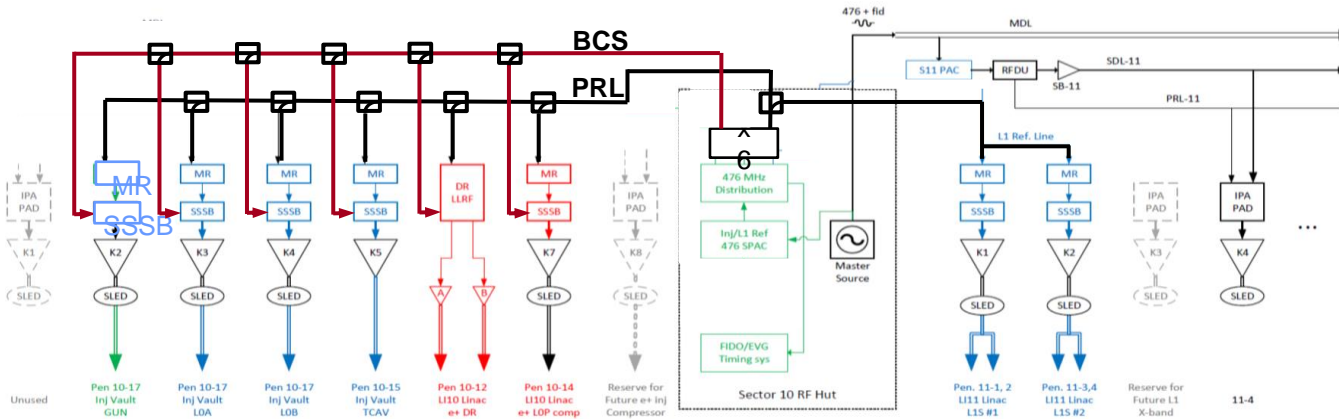 476 + fid
MDL
BCS
S11 PAC
RFDU
SB-11
SDL-11
PRL
PRL-11
^
6
L1 Ref. Line
IPA
PAD
MR
SSSB
MR
SSSB
MR
SSSB
MR
SSSB
DR
LLRF
MR
SSSB
IPA
PAD
476 MHz
Distribution
Inj/L1 Ref
476 SPAC
Master
Source
FIDO/EVG
Timing sys
Sector 10 RF Hut
MR
SSSB
MR
SSSB
IPA
PAD
IPA
PAD
...
K1
K2
K3
K4
K5
A
B
K7
K8
K1
K2
K3
K4
SLED
SLED
SLED
SLED
SLED
SLED
SLED
SLED
SLED
SLED
Unused
Pen 10-17
Inj Vault
GUN
Pen 10-17
Inj Vault
L0A
Pen 10-17
Inj Vault
L0B
Pen 10-15
Inj Vault
TCAV
Pen 10-12
LI10 Linac
e+ DR
Pen 10-14
LI10 Linac
e+ L0P comp
Reserve for
Future e+ inj
Compressor
Pen. 11-1, 2
LI11 Linac
L1S #1
Pen. 11-3,4
LI11 Linac
L1S #2
Reserve for
Future L1
X-band
11-4